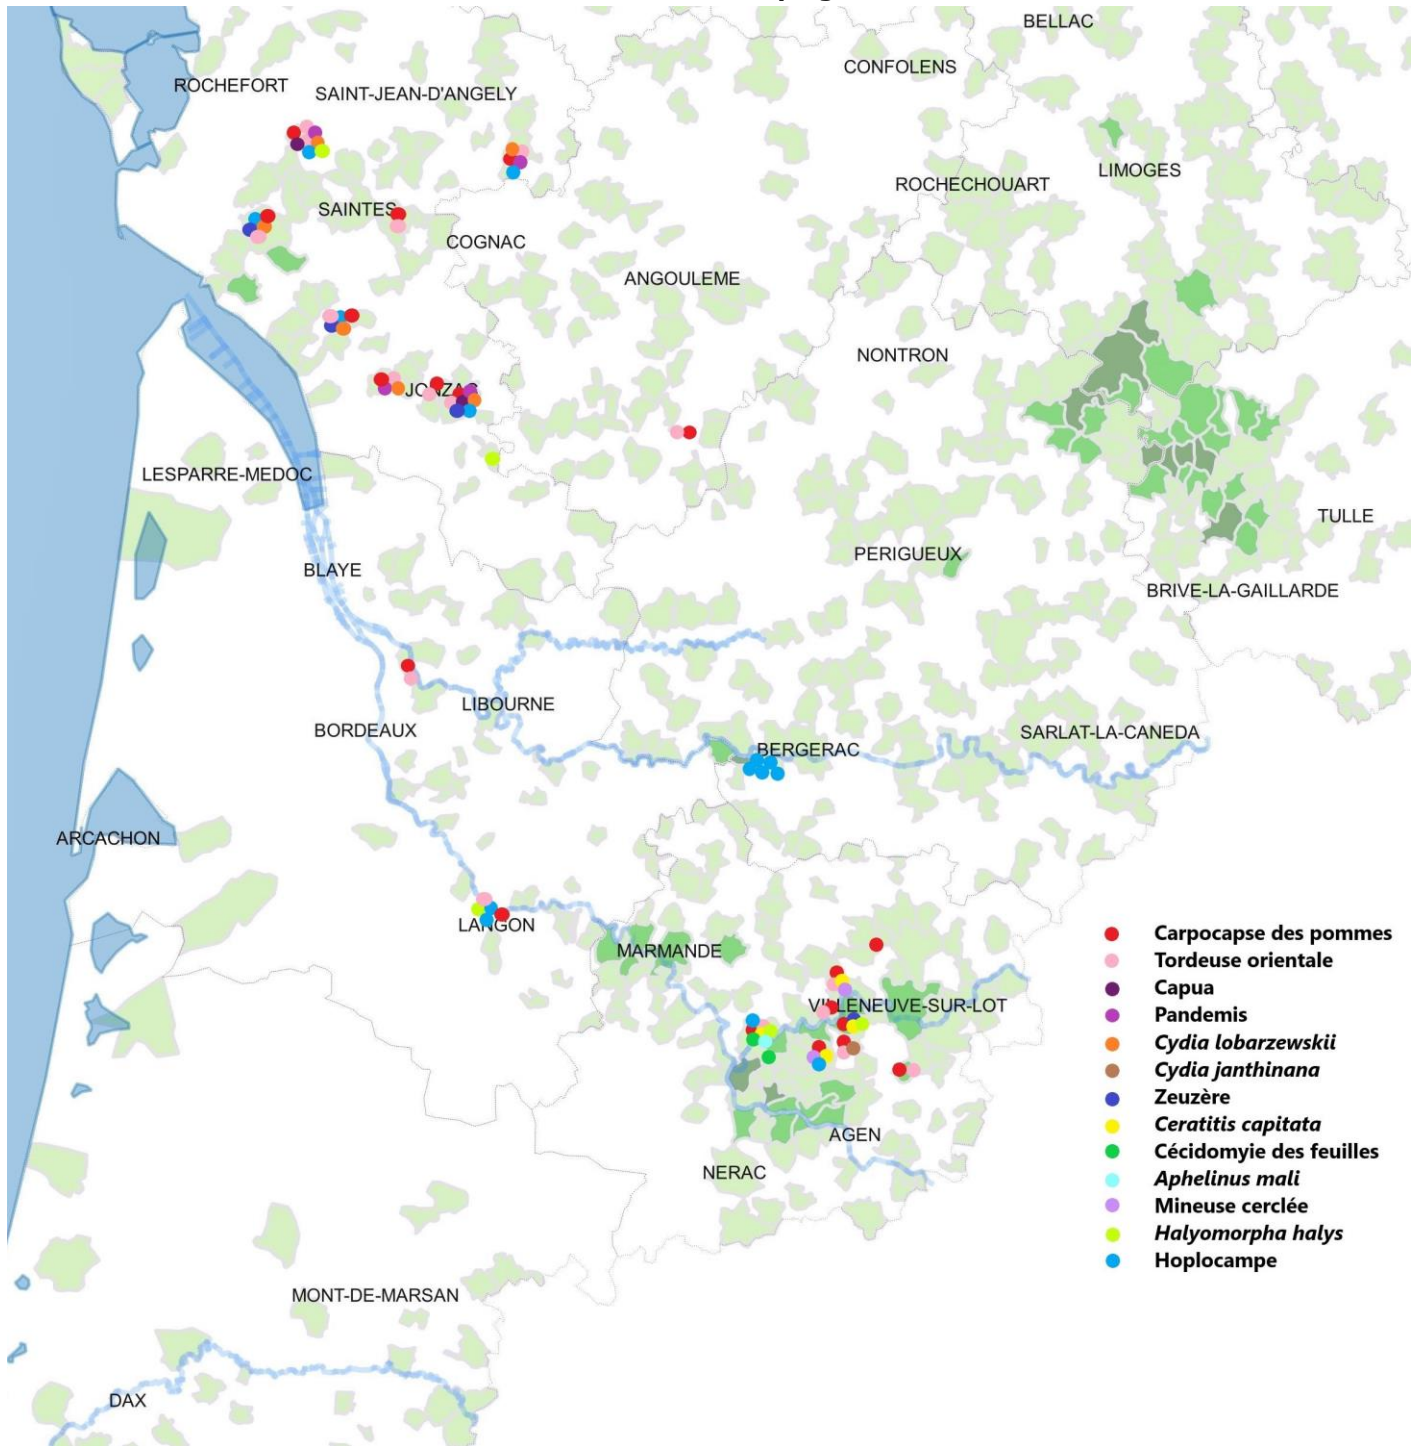 BELLAC
CONFOLENS
ROCHEFORT
SAINT-JEAN-D'ANGELY
LIMOGES
ROCHECHOUART
SAINTES
COGNAC
ANGOULEME
NONTRON
JONZAC
LESPARRE-MEDOC
TULLE
PERIGUEUX
BLAYE
BRIVE-LA-GAILLARDE
LIBOURNE
BORDEAUX
SARLAT-LA-CANEDA
BERGERAC
ARCACHON
LANGON
MARMANDE
VILLENEUVE-SUR-LOT
AGEN
NERAC
MONT-DE-MARSAN
DAX
Carpocapse des pommes
Tordeuse orientale
Capua
Pandemis
Cydia lobarzewskii
Cydia janthinana
Zeuzère
Ceratitis capitata
Cécidomyie des feuilles
Aphelinus mali
Mineuse cerclée
Halyomorpha halys
Hoplocampe